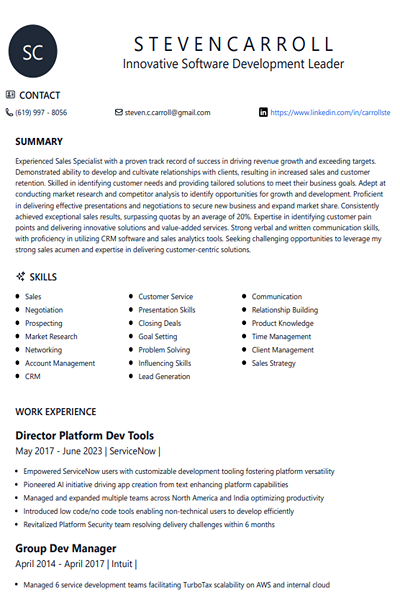 SC
STEVENCARROLL
Innovative Software Development Leader
CONTACT
(619) 997 - 8056
steven.c.carroll@gmail.com
https://www.linkedin.com/in/carrollste
SUMMARY
Experienced Sales Specialist with a proven track record of success in driving revenue growth and exceeding targets.
Demonstrated ability to develop and cultivate relationships with clients, resulting in increased sales and customer
retention. Skilled in identifying customer needs and providing tailored solutions to meet their business goals. Adept at
conducting market research and competitor analysis to identify opportunities for growth and development. Proficient
in delivering effective presentations and negotiations to secure new business and expand market share. Consistently
achieved exceptional sales results, surpassing quotas by an average of 20%. Expertise in identifying customer pain
points and delivering innovative solutions and value-added services. Strong verbal and written communication skills,
with proficiency in utilizing CRM software and sales analytics tools. Seeking challenging opportunities to leverage my
strong sales acumen and expertise in delivering customer-centric solutions.
SKILLS
Sales
Negotiation
Prospecting
Market Research
Networking
Account Management
CRM
Customer Service
Presentation Skills
Closing Deals
Goal Setting
Problem Solving
Influencing Skills
Lead Generation
Communication
Relationship Building
Product Knowledge
Time Management
Client Management
Sales Strategy
WORK EXPERIENCE
Director Platform Dev Tools
May 2017 - June 2023 | ServiceNow |
Empowered ServiceNow users with customizable development tooling fostering platform versatility
Pioneered AI initiative driving app creation from text enhancing platform capabilities
Managed and expanded multiple teams across North America and India optimizing productivity
Introduced low code/no code tools enabling non-technical users to develop efficiently
Revitalized Platform Security team resolving delivery challenges within 6 months
Group Dev Manager
April 2014 - April 2017 | Intuit |
Managed 6 service development teams facilitating TurboTax scalability on AWS and internal cloud